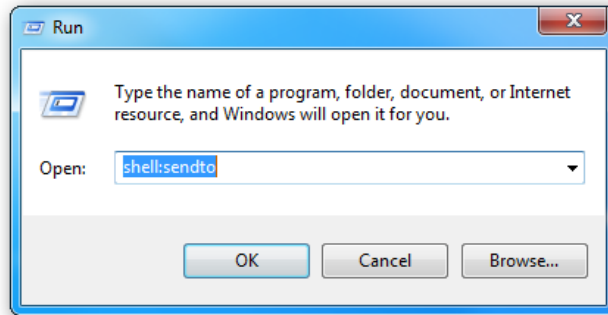 Run
Type the name of a program, folder, document, or Internet
resource, and Windows will open it for you.
Open: shell:sendto
OK Cancel Browse...